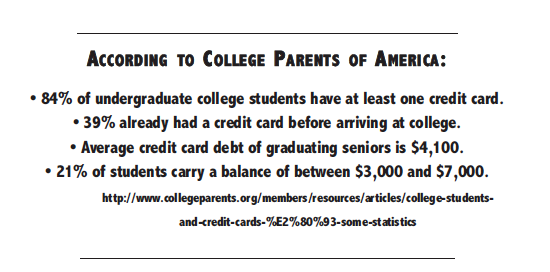 ACCORDING TO COLLEGE PARENTS OF AMERICA:
• 84% of undergraduate college students have at least one credit card.
• 39% already had a credit card before arriving at college.
• Average credit card debt of graduating seniors is $4,100.
• 21% of students carry a balance of between $3,000 and $7,000.
http://www.collegeparents.org/members/resources/articles/college-students-
and-credit-cards-%E2%80%93-some-statistics